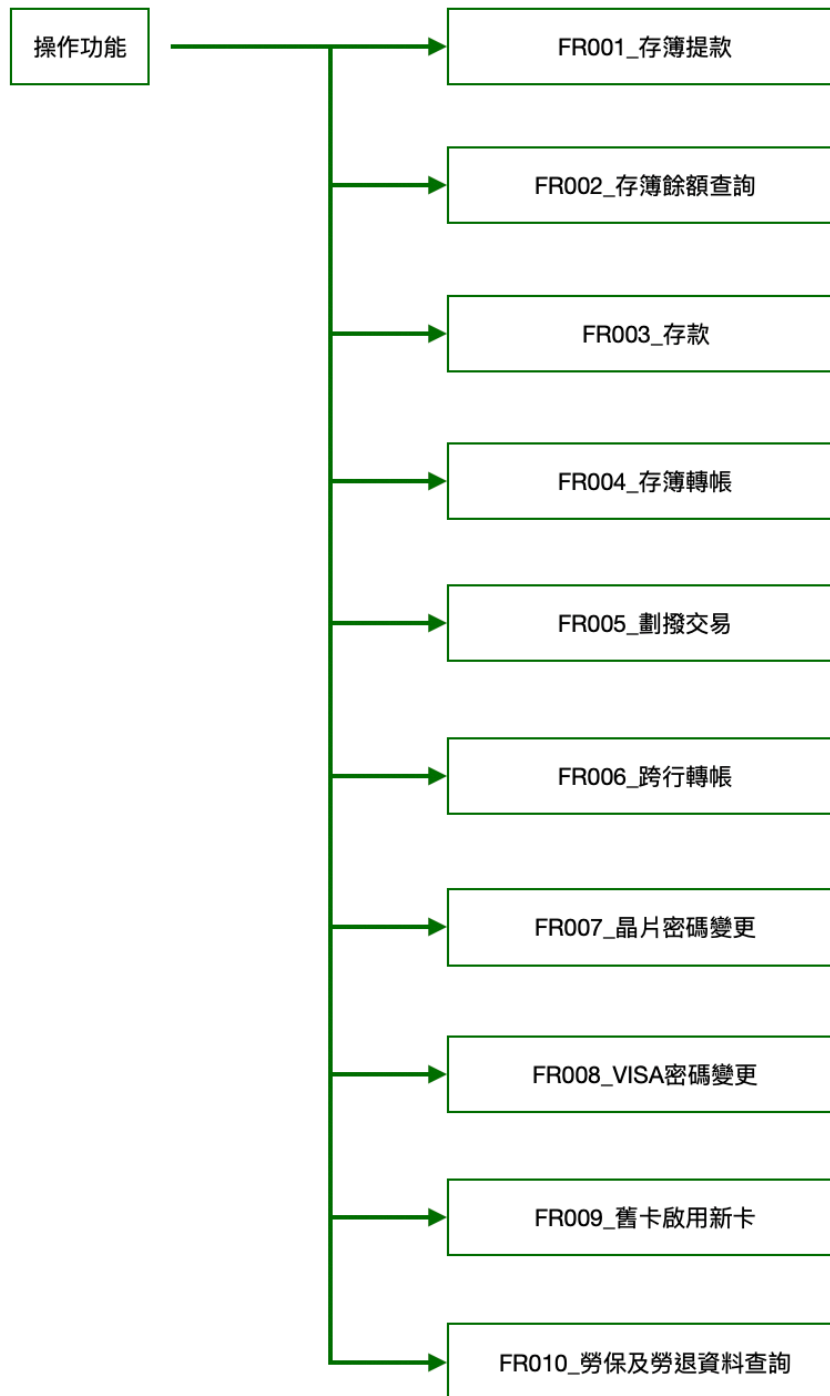 操作功能
FR001_存簿提款
FR002_存簿餘額查詢
FR003_存款
FR004_存簿轉帳
FR005_劃撥交易
FR006_跨行轉帳
FR007_晶片密碼變更
FR008_VISA密碼變更
FR009_舊卡啟用新卡
FR010_勞保及勞退資料查詢